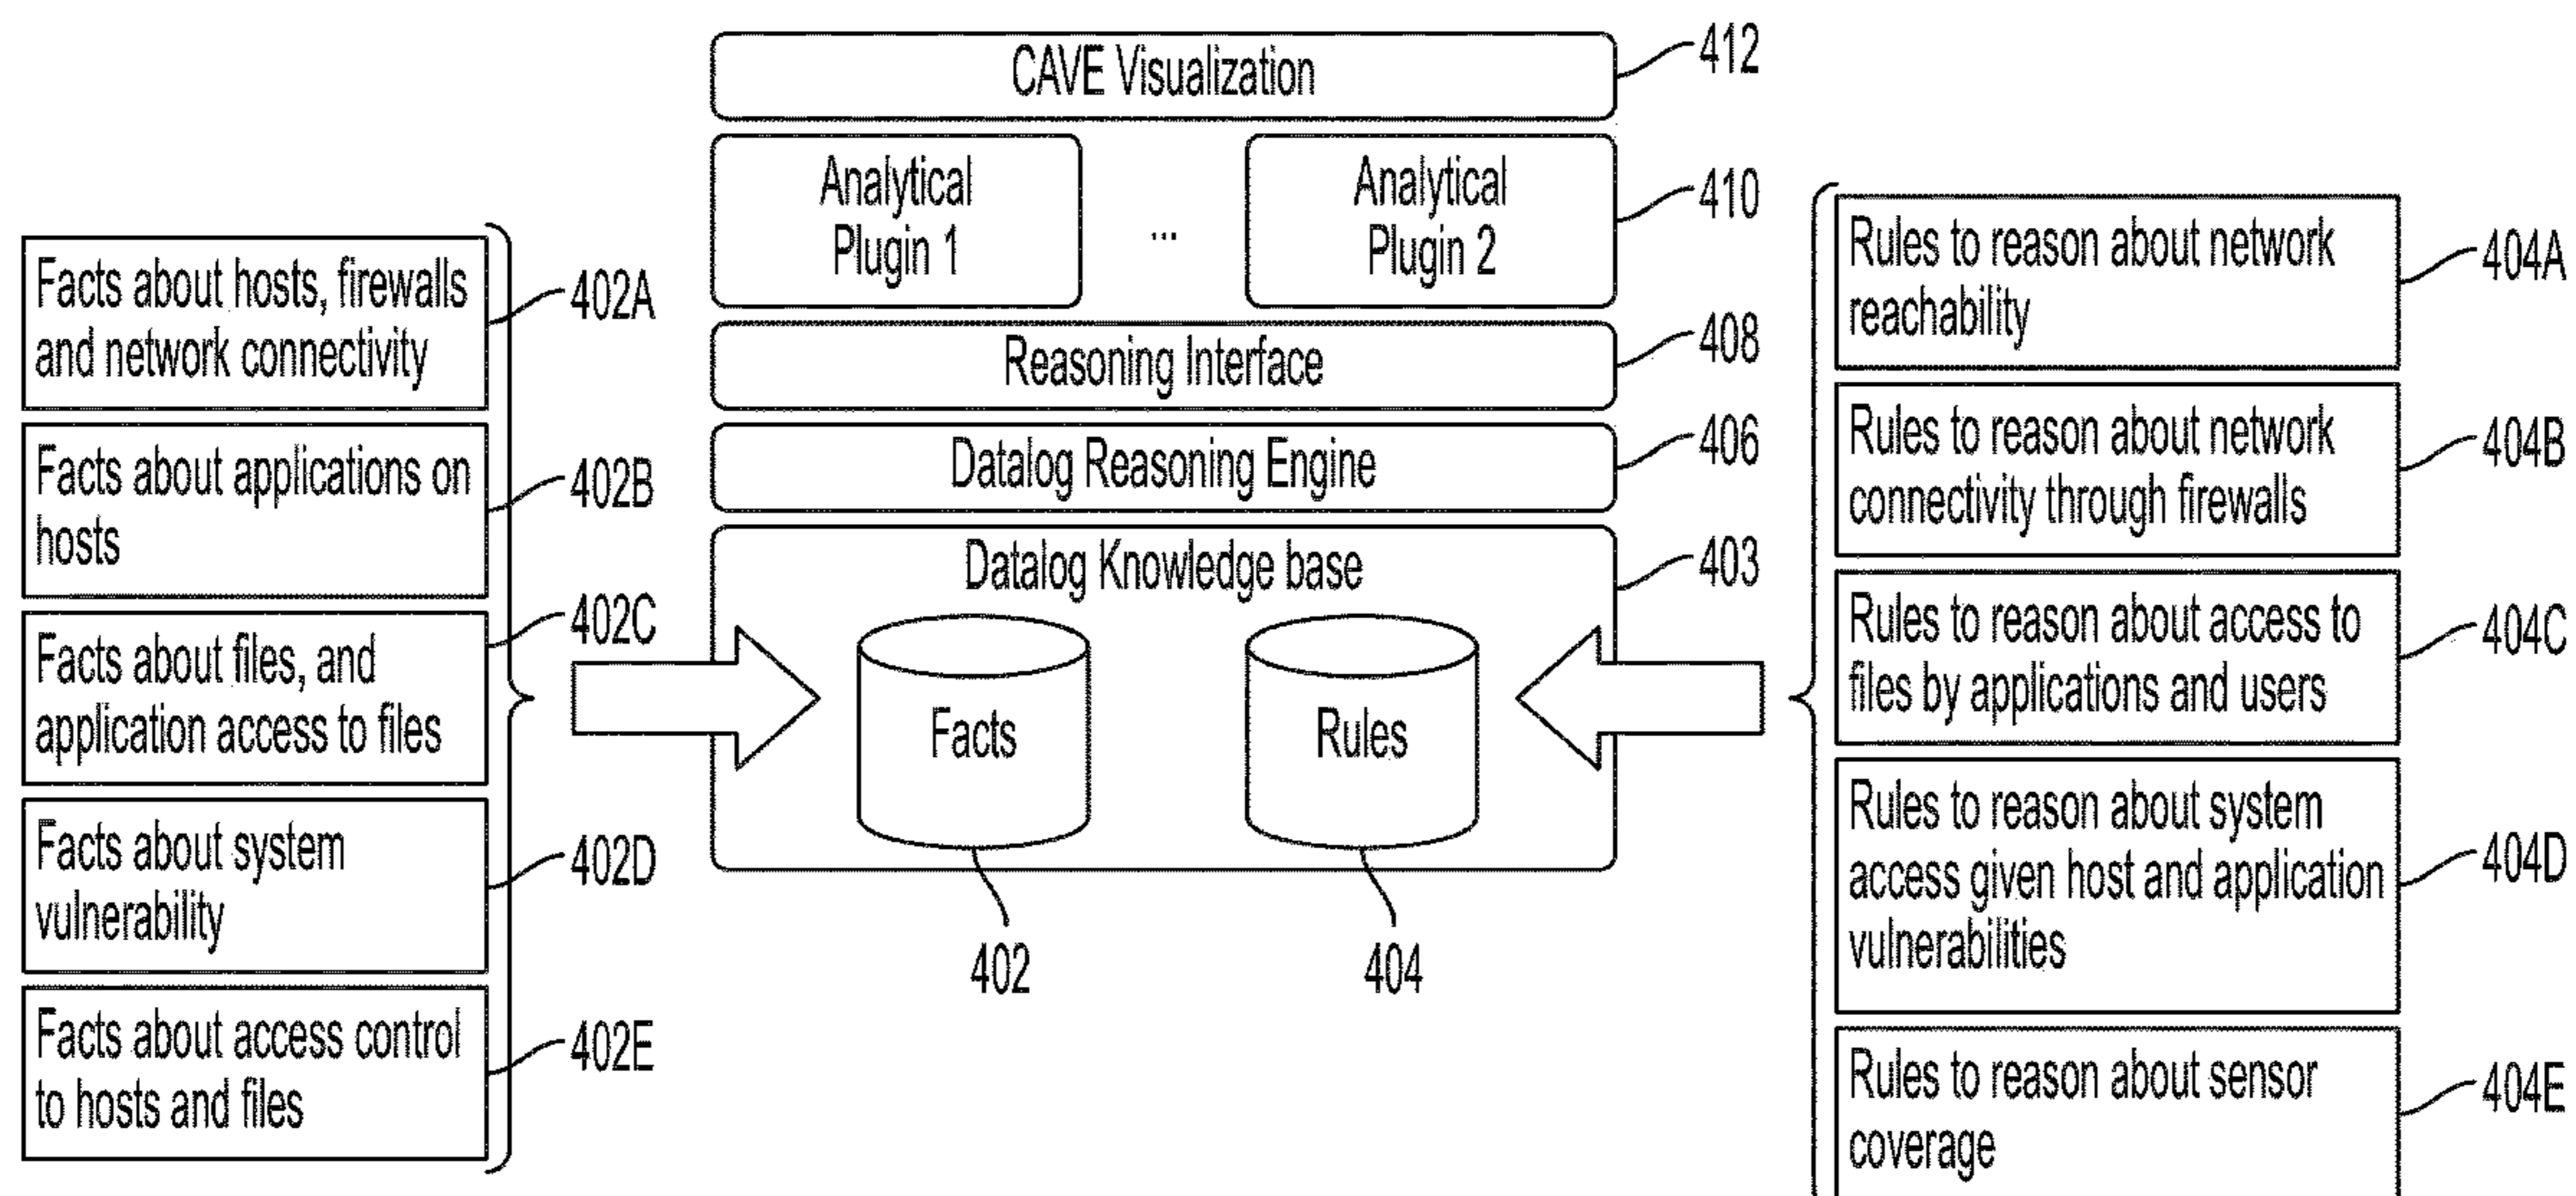 CAVE Visualization
412
Analytical
Plugin 1
...
Analytical
Plugin 2
410
Reasoning Interface
408
Datalog Reasoning Engine
406
Datalog Knowledge base
403
Facts
Rules
402
404
Facts about hosts, firewalls
and network connectivity
402A
Facts about applications on
hosts
402B
Facts about files, and
application access to files
402C
Facts about system
vulnerability
402D
Facts about access control
to hosts and files
402E
Rules to reason about network
reachability
404A
Rules to reason about network
connectivity through firewalls
404B
Rules to reason about access to
files by applications and users
404C
Rules to reason about system
access given host and application
vulnerabilities
404D
Rules to reason about sensor
coverage
404E